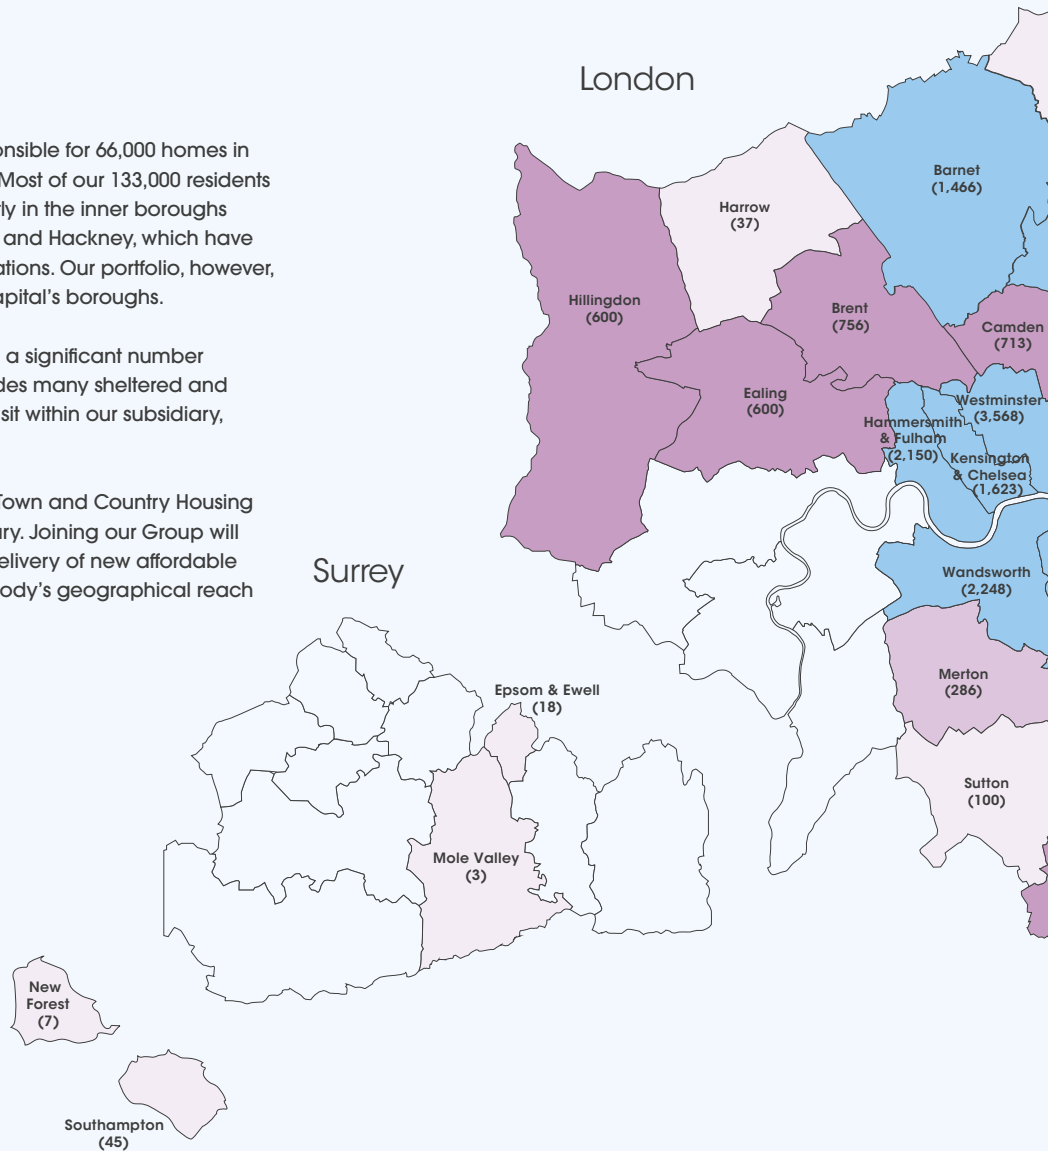 London
nsible for 66,000 homes in
Most of our 133,000 residents
ly in the inner boroughs
and Hackney, which have
ations. Our portfolio, however,
apital's boroughs.
a significant number
des many sheltered and
sit within our subsidiary,
Town and Country Housing
ary. Joining our Group will
elivery of new affordable
ody's geographical reach
Barnet
(1,466)
Harrow
(37)
Hillingdon
(600)
Brent
(756)
Camden
(713)
Ealing
(600)
Westminster
(3,568)
Hammersmith
& Fulham
(2,150)
Kensington
& Chelsea
(1,623)
Wandsworth
(2,248)
Merton
(286)
Sutton
(100)
Surrey
Epsom & Ewell
(18)
Mole Valley
(3)
New
Forest
(7)
Southampton
(45)